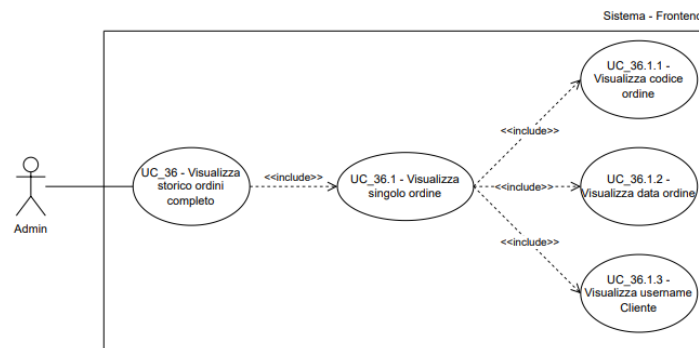 Sistema - Frontend
UC_36.1.1 -
Visualizza codice
ordine
<<include>>
UC_36 - Visualizza
storico ordini
completo
<<include>>
UC_36.1 - Visualizza
singolo ordine
<<include>>
UC_36.1.2 -
Visualizza data ordine
Admin
<<include>>
UC_36.1.3 -
Visualizza username
Cliente